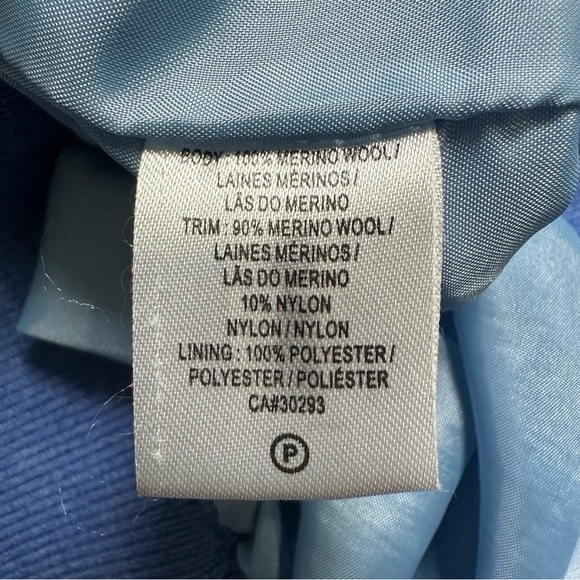 BODY : 100% MERINO WOOL /
LAINES MÉRINOS /
LÃS DO MERINO
TRIM : 90% MERINO WOOL /
LAINES MÉRINOS /
LÃS DO MERINO
10% NYLON
NYLON / NYLON
LINING : 100% POLYESTER /
POLYESTER / POLIÉSTER
CA#30293
P